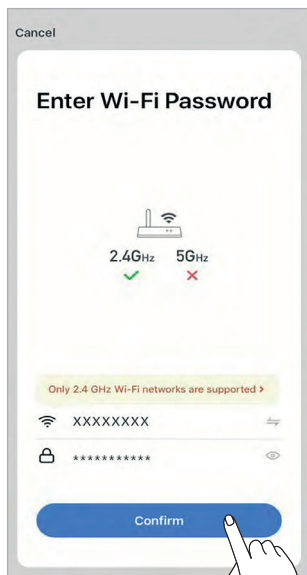 Cancel
Enter Wi-Fi Password
2.4GHz 5GHz
Only 2.4 GHz Wi-Fi networks are supported >
XXXXXXXX
***********
Confirm